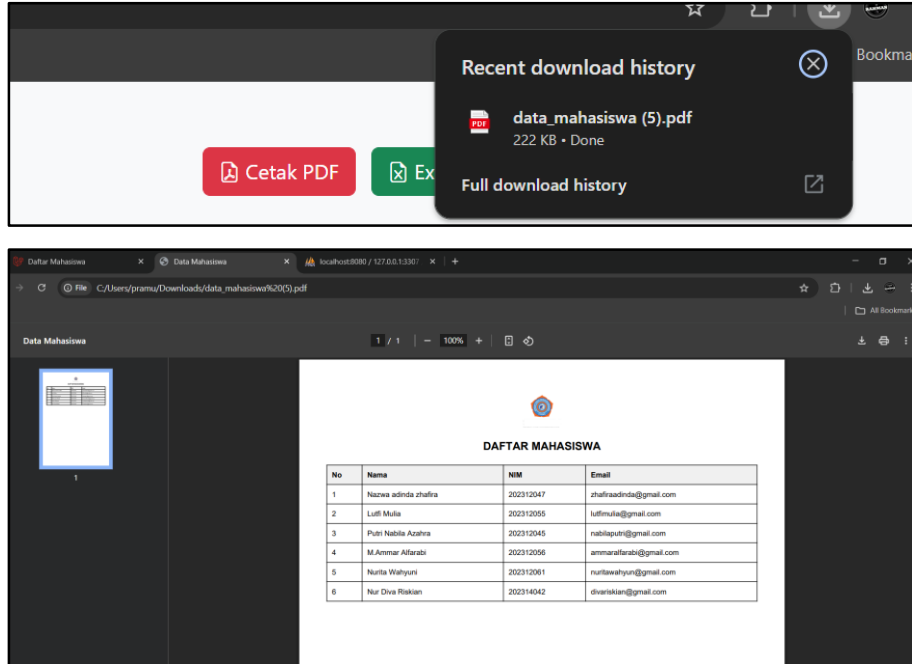 Bookma
Recent download history
PDF
data_mahasiswa (5).pdf
222 KB • Done
Cetak PDF
Ex
Full download history
Daftar Mahasiswa
Data Mahasiswa
localhost:8080 / 127.0.0.1:3307
File C:/Users/pramu/Downloads/data_mahasiswa%20(5).pdf
All Bookmark
Data Mahasiswa
1 / 1
100%
1
DAFTAR MAHASISWA
No Nama NIM Email
1 Nazwa adinda zhafira 202312047 zhafiraadinda@gmail.com
2 Lutfi Mulia 202312055 lutfimulia@gmail.com
3 Putri Nabila Azahra 202312045 nabilaputri@gmail.com
4 M.Ammar Alfarabi 202312056 ammaralfarabi@gmail.com
5 Nurita Wahyuni 202312061 nuritawahyun@gmail.com
6 Nur Diva Riskian 202314042 divariskian@gmail.com